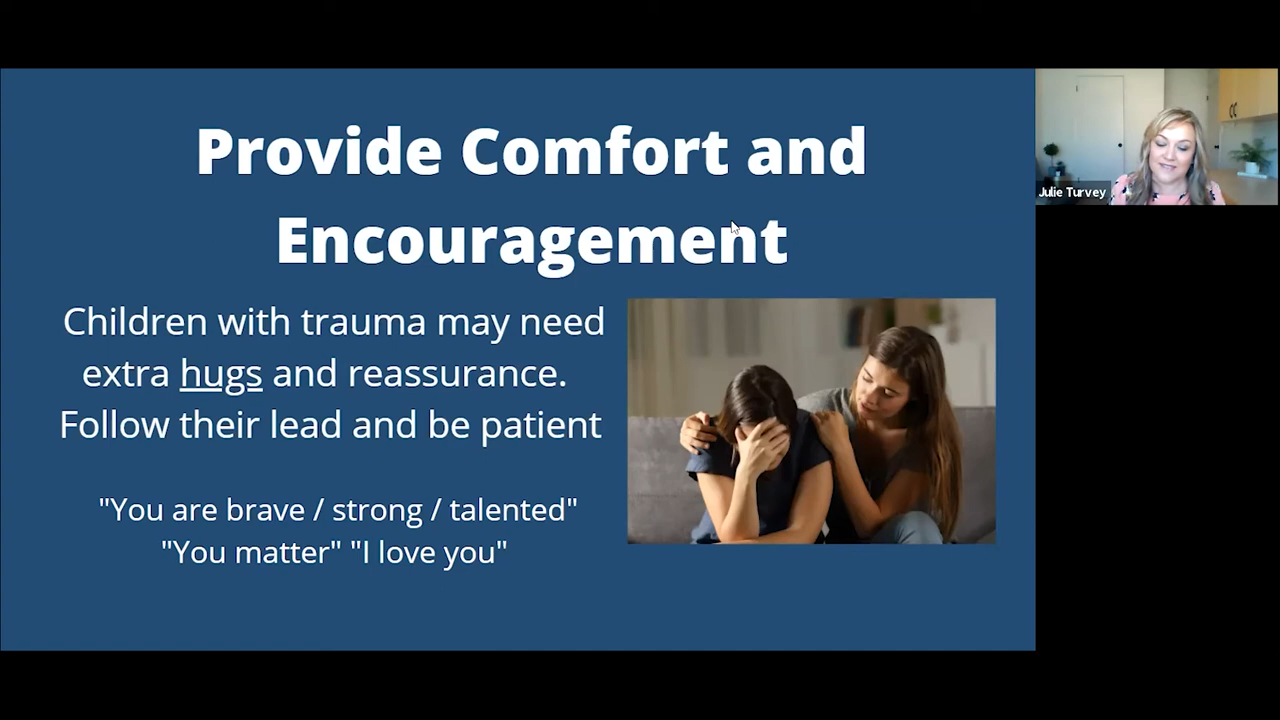 Provide Comfort and
Encouragement
Children with trauma may need
extra hugs and reassurance.
Follow their lead and be patient
"You are brave / strong / talented"
"You matter" "I love you"
Julie Turvey